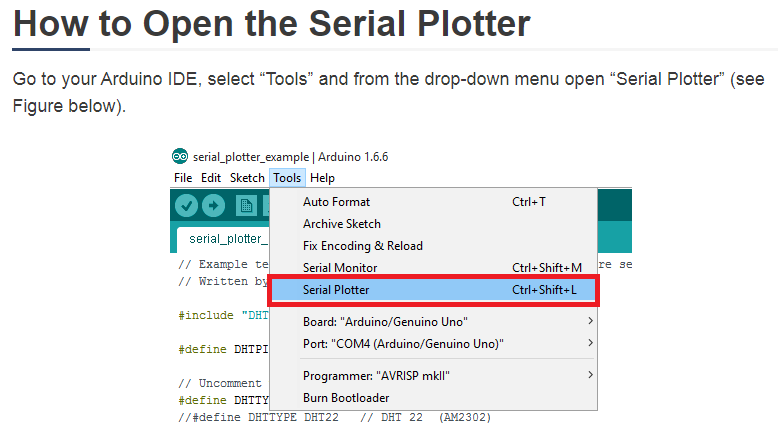 How to Open the Serial Plotter
Go to your Arduino IDE, select “Tools” and from the drop-down menu open “Serial Plotter” (see
Figure below).
serial_plotter_example | Arduino 1.6.6
File Edit Sketch Tools Help
Auto Format Ctrl+T
Archive Sketch
serial_plotter_
Fix Encoding & Reload
// Example te Serial Monitor Ctrl+Shift+M re se
// Written by Serial Plotter Ctrl+Shift+L
#include "DHT Board: "Arduino/Genuino Uno"
#define DHTPI Port: "COM4 (Arduino/Genuino Uno)"
// Uncomment Programmer: "AVRISP mkII"
#define DHTTY Burn Bootloader
//#define DHTTYPE DHT22 // DHT 22 (AM2302)